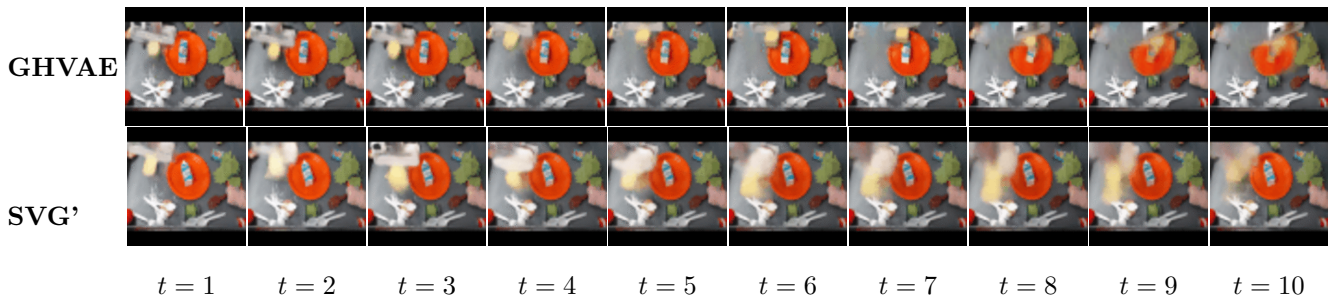 GHVAE
SVG’
t = 1 t = 2 t = 3 t = 4 t = 5 t = 6 t = 7 t = 8 t = 9 t = 10